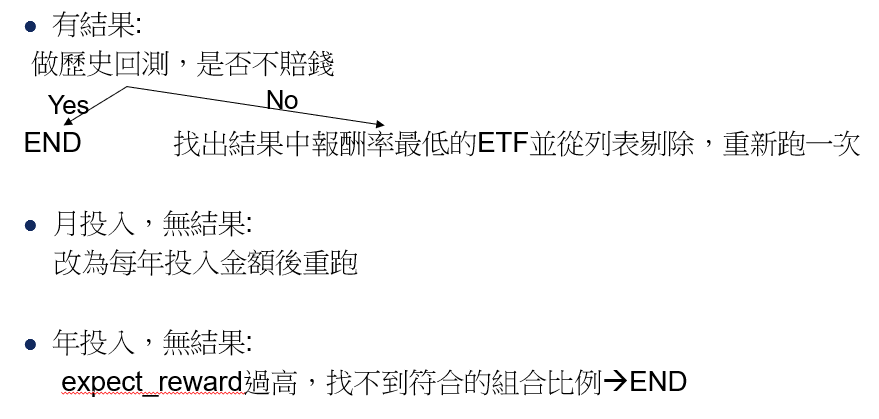 ● 有結果:
做歷史回測，是否不賠錢
Yes No
END 找出結果中報酬率最低的ETF並從列表剔除，重新跑一次
● 月投入，無結果:
改為每年投入金額後重跑
● 年投入，無結果:
expect_reward過高，找不到符合的組合比例→END